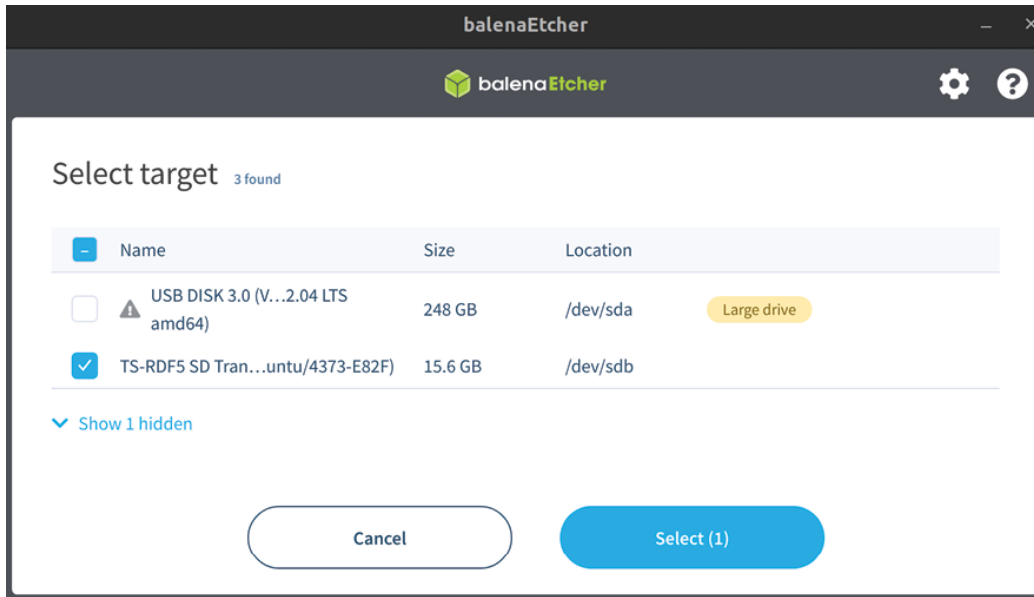 balenaEtcher
balenaEtcher
Select target 3 found
Name Size Location
USB DISK 3.0 (V...2.04 LTS
amd64) 248 GB /dev/sda Large drive
TS-RDF5 SD Tran...untu/4373-E82F) 15.6 GB /dev/sdb
Show 1 hidden
Cancel Select (1)